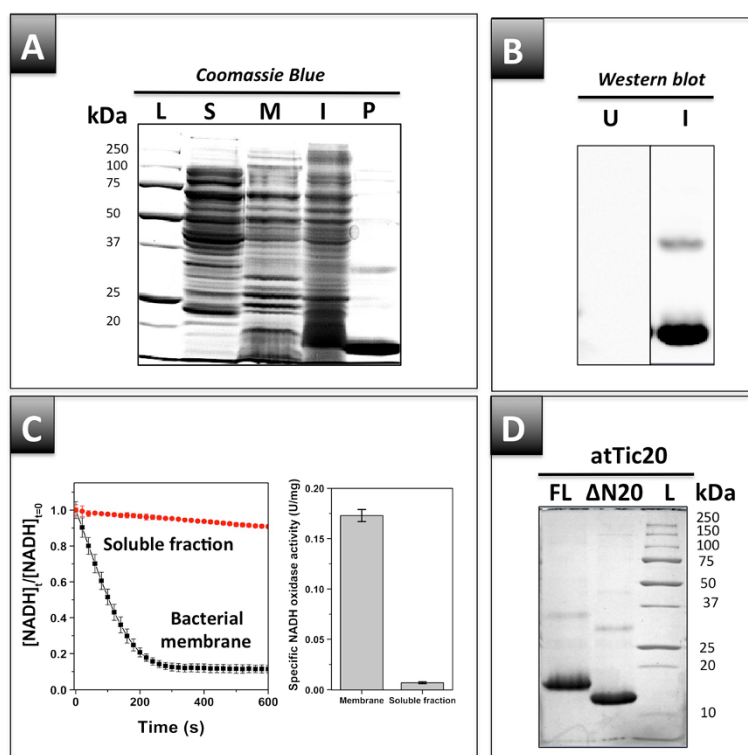 A
Coomassie Blue
kDa L S M I P
250
100
75
50
37
25
20
B
Western blot
U I
C
[NADH]t/[NADH]t=0
1.0
0.8
0.6
0.4
0.2
0.0
Soluble fraction
Bacterial
membrane
0 200 400 600
Time (s)
Specific NADH oxidase activity (U/mg)
0.20
0.15
0.10
0.05
0.00
Membrane Soluble fraction
D
atTic20
FL ΔN20 L kDa
250
150
100
75
50
37
25
20
10